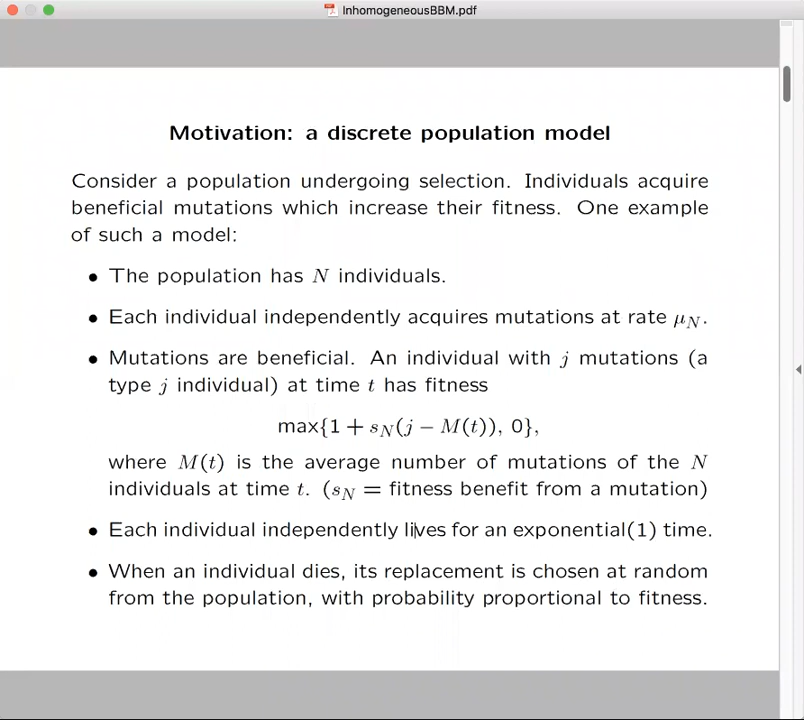 InhomogeneousBBM.pdf
Motivation: a discrete population model
Consider a population undergoing selection. Individuals acquire
beneficial mutations which increase their fitness. One example
of such a model:
• The population has N individuals.
• Each individual independently acquires mutations at rate μ_N.
• Mutations are beneficial. An individual with j mutations (a
type j individual) at time t has fitness
max{1 + s_N(j − M(t)), 0},
where M(t) is the average number of mutations of the N
individuals at time t. (s_N = fitness benefit from a mutation)
• Each individual independently lives for an exponential(1) time.
• When an individual dies, its replacement is chosen at random
from the population, with probability proportional to fitness.